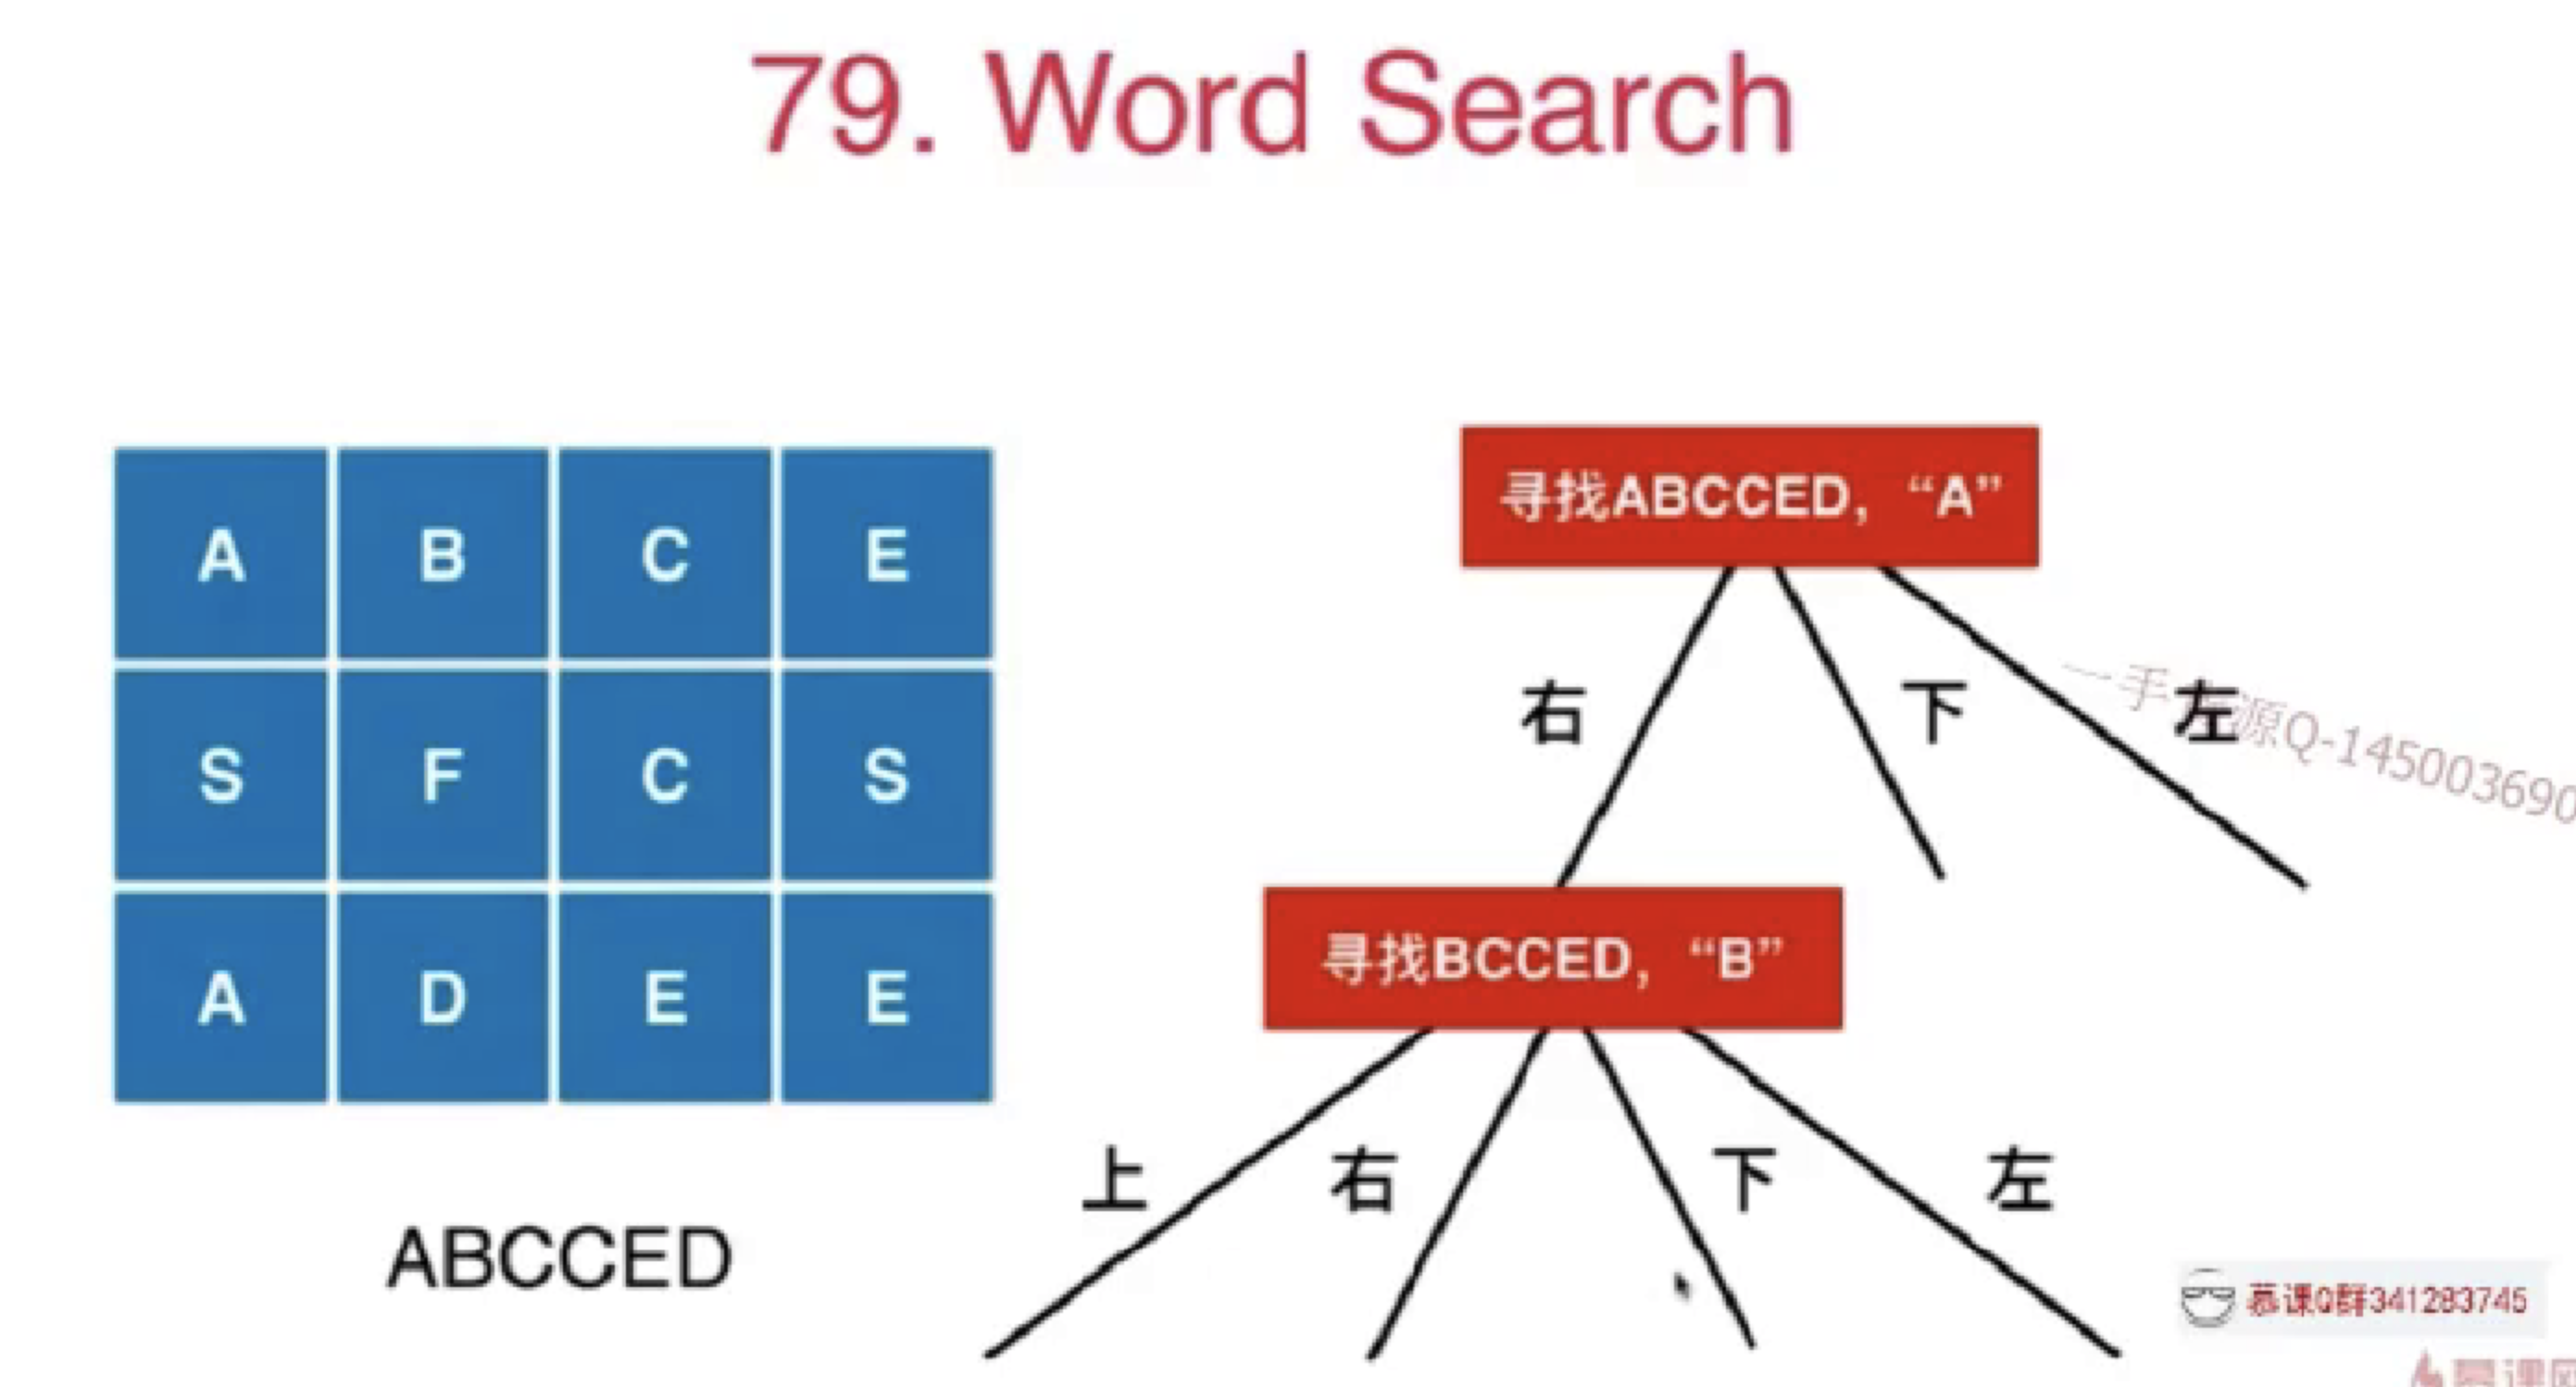 79. Word Search
A B C E
S F C S
A D E E
ABCCED
寻找ABCCED, “A”
右 下 左
一手 源Q-145003690
寻找BCCED, “B”
上 右 下 左
慕课Q群341283745